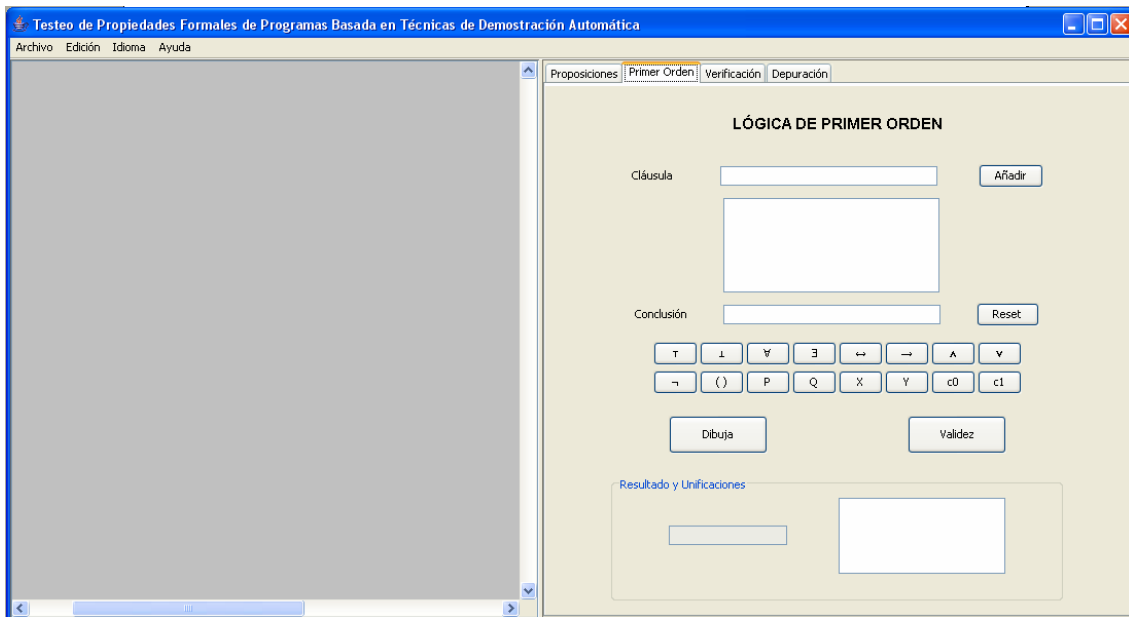 Testeo de Propiedades Formales de Programas Basada en Técnicas de Demostración Automática
Archivo Edición Idioma Ayuda
Proposiciones Primer Orden Verificación Depuración
LÓGICA DE PRIMER ORDEN
Cláusula Añadir
Conclusión Reset
⊤ ⊥ ∀ ∃ ↔ → ∧ ∨
¬ () P Q X Y c0 c1
Dibuja Validez
Resultado y Unificaciones